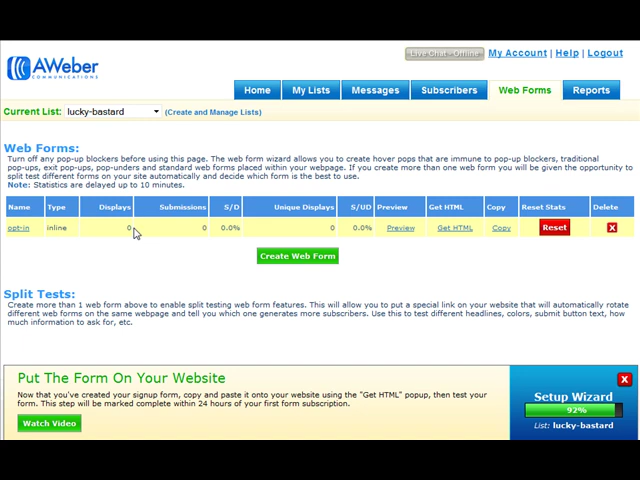 Live Chat - Offline My Account | Help | Logout
AWeber
COMMUNICATIONS
Home My Lists Messages Subscribers Web Forms Reports
Current List: lucky-bastard (Create and Manage Lists)
Web Forms:
Turn off any pop-up blockers before using this page. The web form wizard allows you to create hover pops that are immune to pop-up blockers, traditional
pop-ups, exit pop-ups, pop-unders and standard web forms placed within your webpage. If you create more than one web form you will be given the opportunity to
split test different forms on your site automatically and decide which form is the best to use.
Note: Statistics are delayed up to 10 minutes.
Name Type Displays Submissions S/D Unique Displays S/UD Preview Get HTML Copy Reset Stats Delete
opt-in inline 0 0 0.0% 0 0.0% Preview Get HTML Copy Reset X
Create Web Form
Split Tests:
Create more than 1 web form above to enable split testing web form features. This will allow you to put a special link on your website that will automatically rotate
different web forms on the same webpage and tell you which one generates more subscribers. Use this to test different headlines, colors, submit button text, how
much information to ask for, etc.
Put The Form On Your Website
Now that you've created your signup form, copy and paste it onto your website using the "Get HTML" popup, then test your
form. This step will be marked complete within 24 hours of your first form subscription.
Watch Video
X
Setup Wizard
92%
List: lucky-bastard